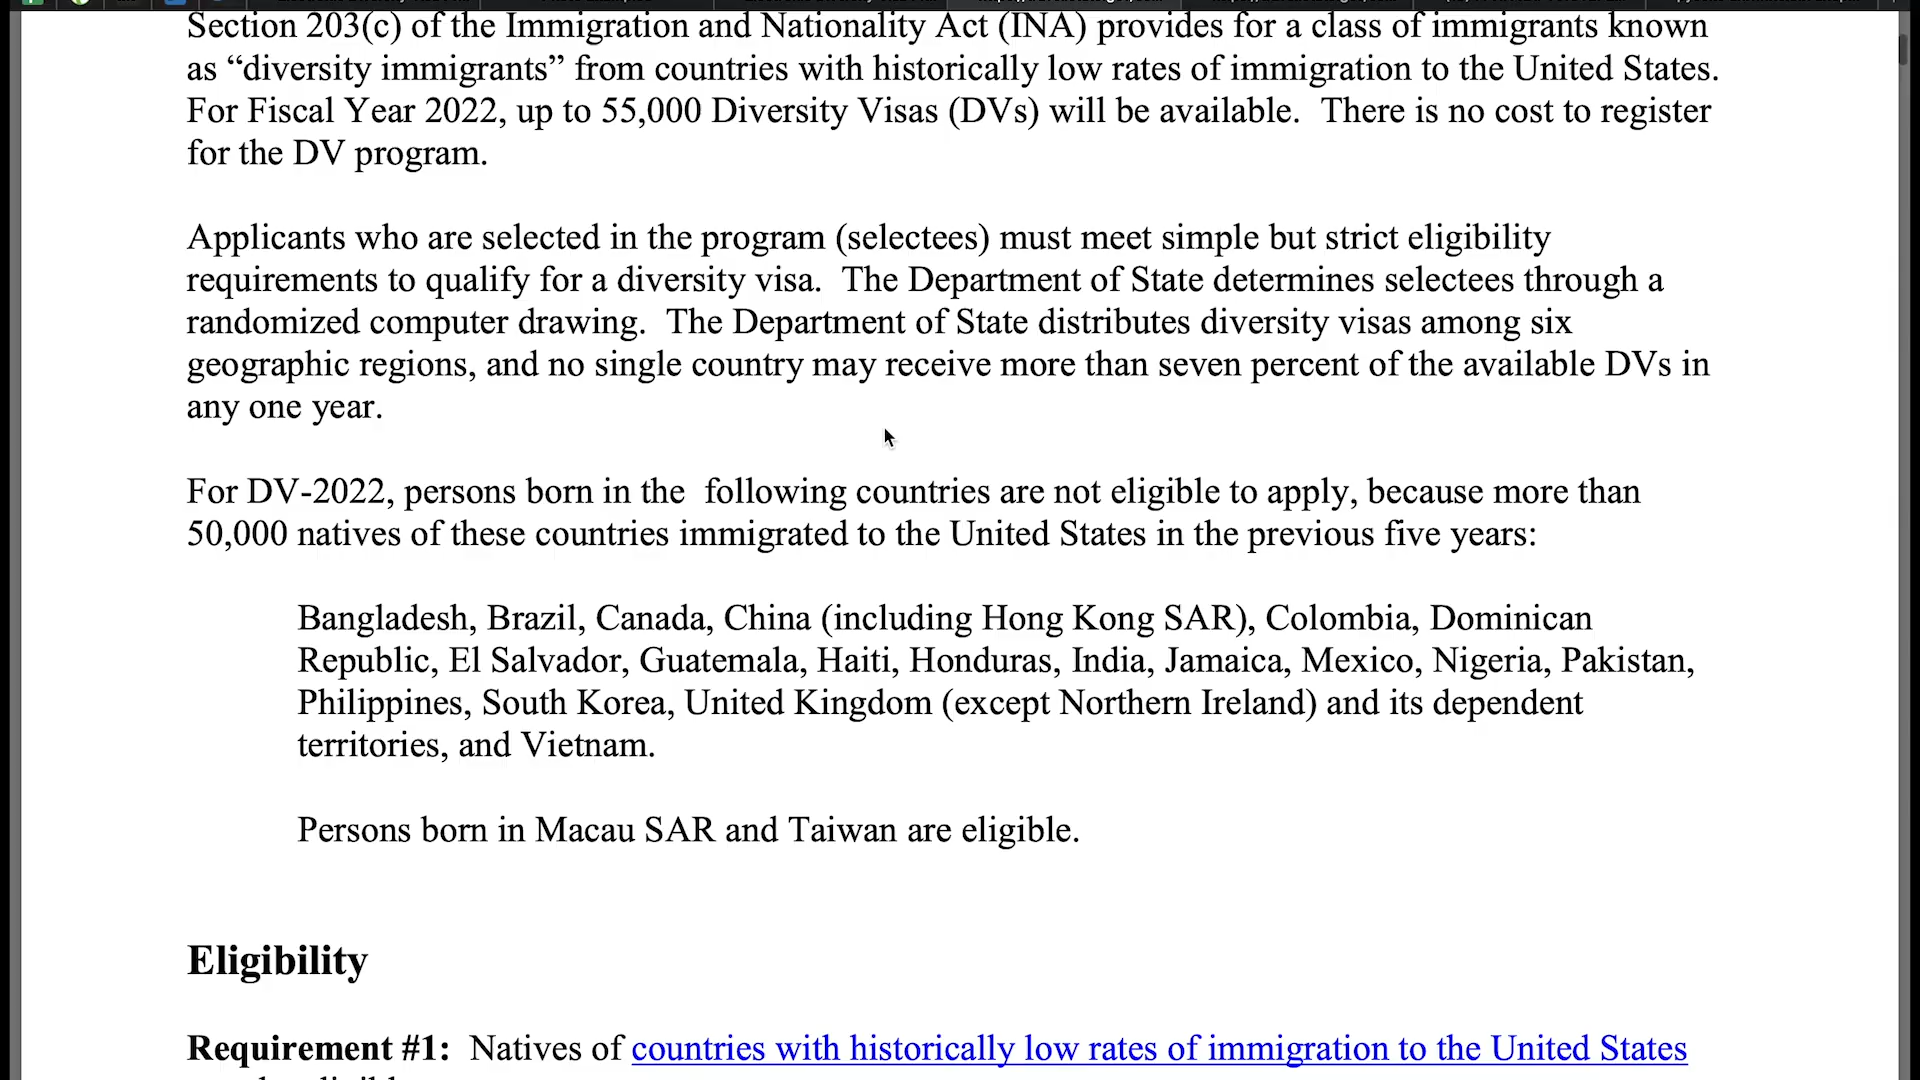 Section 203(c) of the Immigration and Nationality Act (INA) provides for a class of immigrants known
as “diversity immigrants” from countries with historically low rates of immigration to the United States.
For Fiscal Year 2022, up to 55,000 Diversity Visas (DVs) will be available.  There is no cost to register
for the DV program.
Applicants who are selected in the program (selectees) must meet simple but strict eligibility
requirements to qualify for a diversity visa.  The Department of State determines selectees through a
randomized computer drawing.  The Department of State distributes diversity visas among six
geographic regions, and no single country may receive more than seven percent of the available DVs in
any one year.
For DV-2022, persons born in the  following countries are not eligible to apply, because more than
50,000 natives of these countries immigrated to the United States in the previous five years:
Bangladesh, Brazil, Canada, China (including Hong Kong SAR), Colombia, Dominican
Republic, El Salvador, Guatemala, Haiti, Honduras, India, Jamaica, Mexico, Nigeria, Pakistan,
Philippines, South Korea, United Kingdom (except Northern Ireland) and its dependent
territories, and Vietnam.
Persons born in Macau SAR and Taiwan are eligible.
Eligibility
Requirement #1:  Natives of countries with historically low rates of immigration to the United States